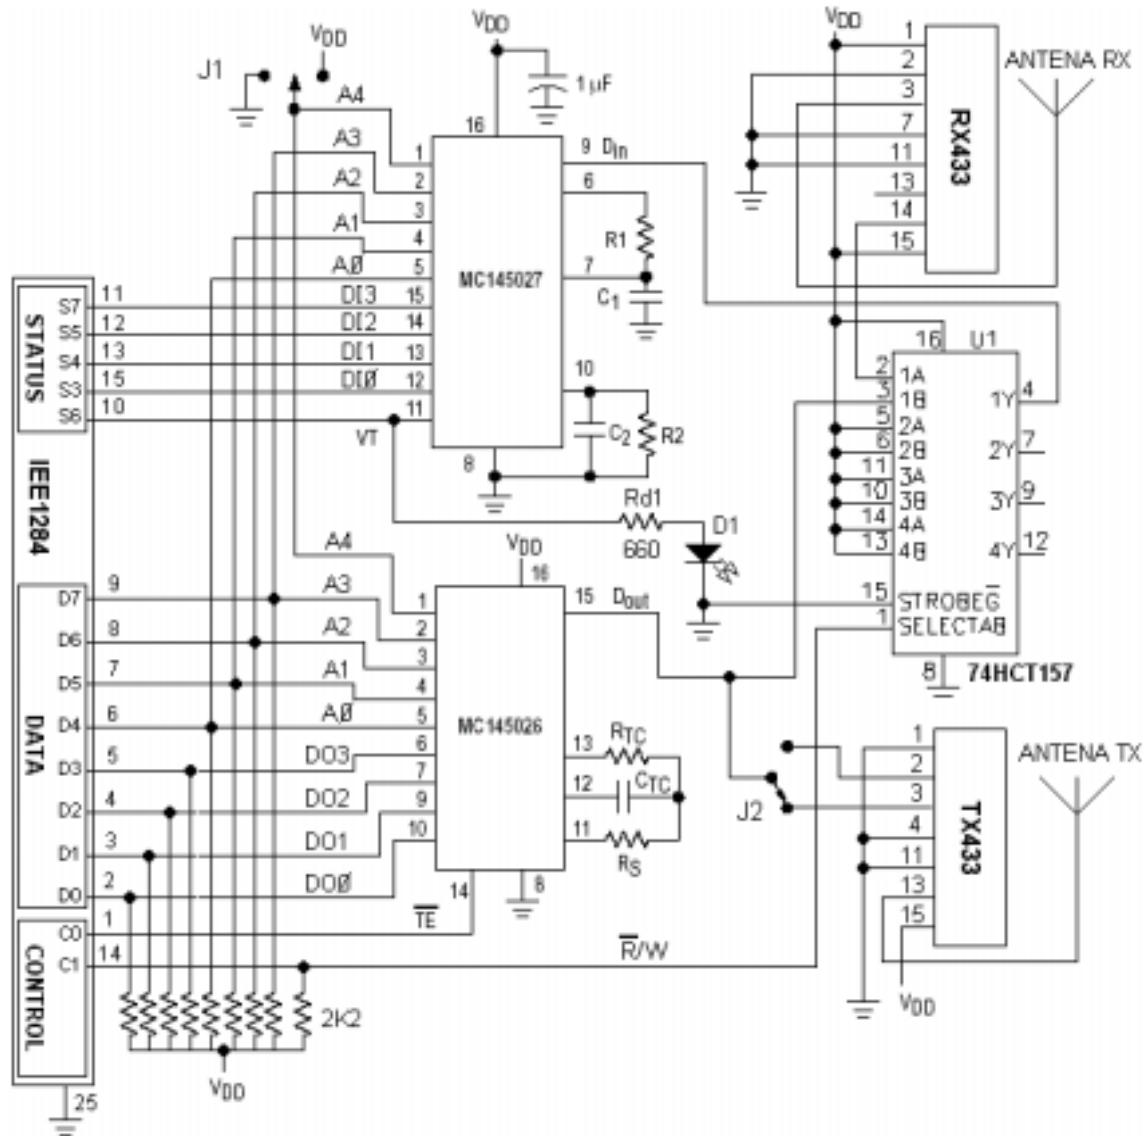 VDD
J1
VDD
1 µF
A4
16
1
A3
2
A2
3
A1
4
AØ
5
MC145027
9 Din
6
R1
7
C1
10
C2
R2
8
STATUS
S7 11 DI3 15
S5 12 DI2 14
S4 13 DI1 13
S3 15 DIØ 12
S6 10 VT 11
IEE1284
Rd1
660
D1
VDD
1
2
3
7
11
13
14
15
RX433
ANTENA RX
16 U1
2 1A
3 1B
5 2A
6 2B
11 3A
10 3B
14 4A
13 4B
1Y 4
2Y 7
3Y 9
4Y 12
15 STROBEG
1 SELECTAB
8 74HCT157
DATA
D7 9
D6 8
D5 7
D4 6
D3 5
D2 4
D1 3
D0 2
A4 1
A3 2
A2 3
A1 4
AØ 5
DO3 6
DO2 7
DO1 9
DOØ 10
VDD
16
MC145026
15 Dout
13 RTC
12 CTC
11 RS
14
TE
8
J2
1
2
3
4
11
13
15
TX433
ANTENA TX
VDD
CONTROL
C0 1
C1 14
R/W
2K2
VDD
25